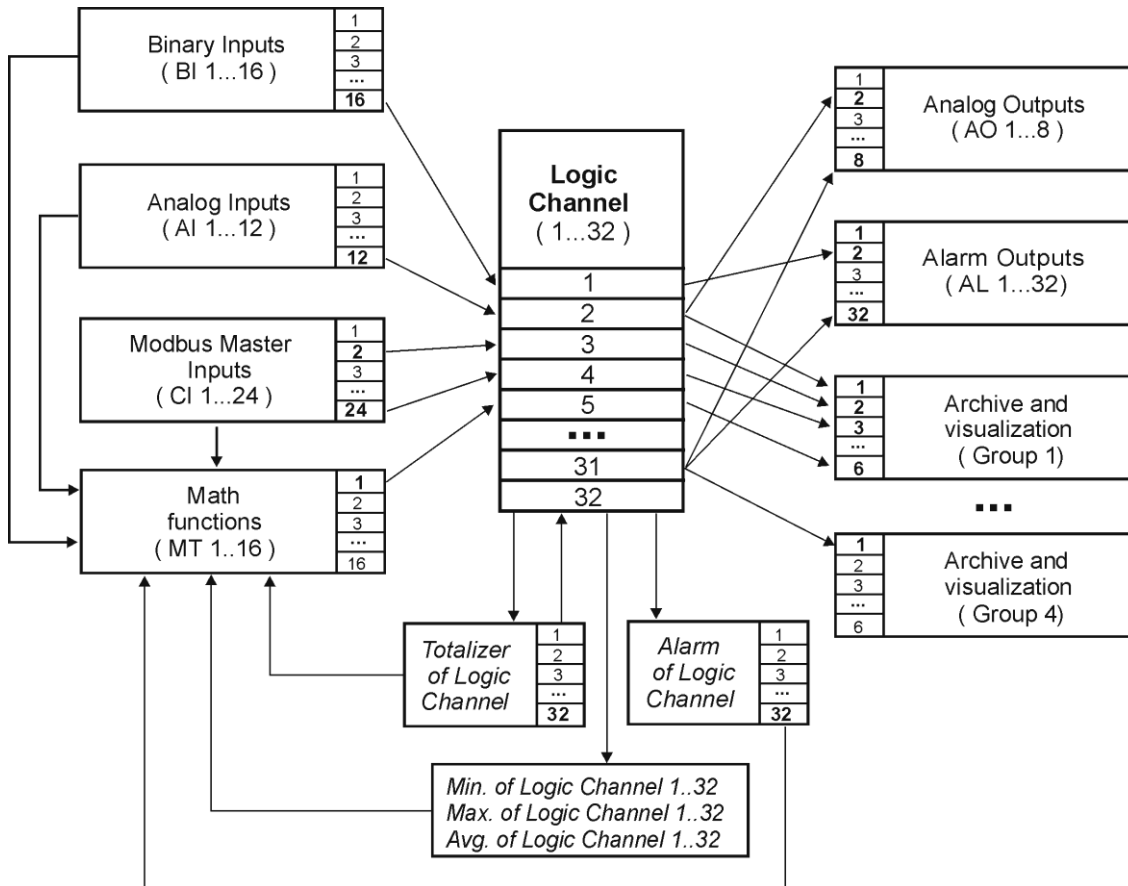 Binary Inputs
( BI 1...16 )
1
2
3
...
16
Analog Inputs
( AI 1...12 )
1
2
3
...
12
Modbus Master
Inputs
( CI 1...24 )
1
2
3
...
24
Math
functions
( MT 1..16 )
1
2
3
...
16
Logic
Channel
( 1...32 )
1
2
3
4
5
...
31
32
1
2
3
...
8
Analog Outputs
( AO 1...8 )
1
2
3
...
32
Alarm Outputs
( AL 1...32)
1
2
3
...
6
Archive and
visualization
( Group 1)
...
1
2
3
...
6
Archive and
visualization
( Group 4)
Totalizer
of Logic
Channel
1
2
3
...
32
Alarm
of Logic
Channel
1
2
3
...
32
Min. of Logic Channel 1..32
Max. of Logic Channel 1..32
Avg. of Logic Channel 1..32